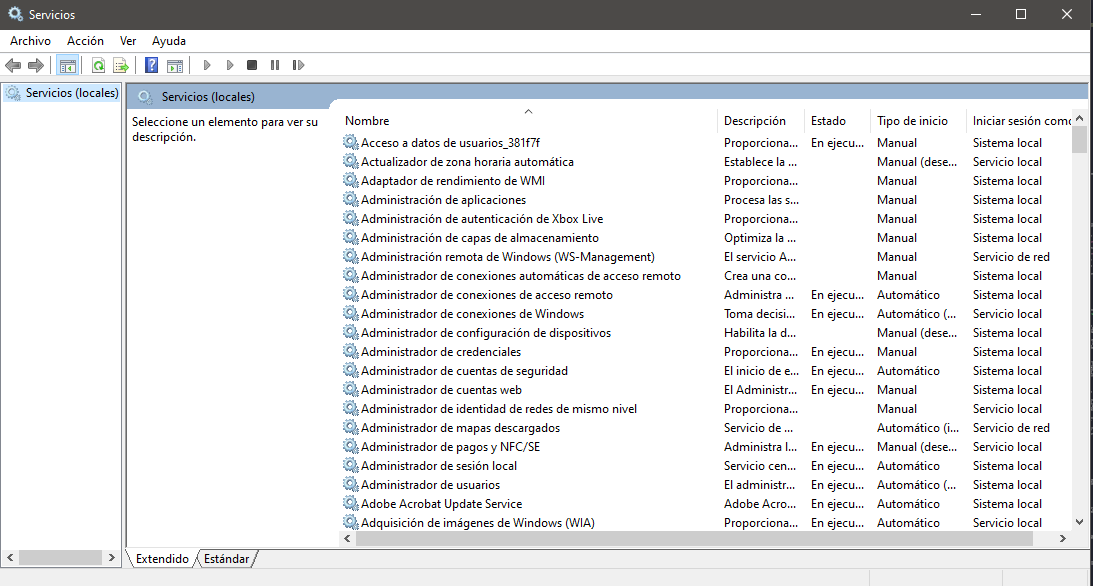 Servicios
Archivo Acción Ver Ayuda
Servicios (locales)
Servicios (locales)
Seleccione un elemento para ver su
descripción.
Nombre Descripción Estado Tipo de inicio Iniciar sesión como
Acceso a datos de usuarios_381f7f Proporciona... En ejecu... Manual Sistema local
Actualizador de zona horaria automática Establece la ... Manual (dese... Servicio local
Adaptador de rendimiento de WMI Proporciona... Manual Sistema local
Administración de aplicaciones Procesa las s... Manual Sistema local
Administración de autenticación de Xbox Live Proporciona... Manual Sistema local
Administración de capas de almacenamiento Optimiza la ... Manual Sistema local
Administración remota de Windows (WS-Management) El servicio A... Manual Servicio de red
Administrador de conexiones automáticas de acceso remoto Crea una co... Manual Sistema local
Administrador de conexiones de acceso remoto Administra ... En ejecu... Automático Sistema local
Administrador de conexiones de Windows Toma decisi... En ejecu... Automático (... Servicio local
Administrador de configuración de dispositivos Habilita la d... Manual (dese... Sistema local
Administrador de credenciales Proporciona... En ejecu... Manual Sistema local
Administrador de cuentas de seguridad El inicio de e... En ejecu... Automático Sistema local
Administrador de cuentas web El Administr... En ejecu... Manual Sistema local
Administrador de identidad de redes de mismo nivel Proporciona... Manual Servicio local
Administrador de mapas descargados Servicio de ... Automático (i... Servicio de red
Administrador de pagos y NFC/SE Administra l... En ejecu... Manual (dese... Servicio local
Administrador de sesión local Servicio cen... En ejecu... Automático Sistema local
Administrador de usuarios El administr... En ejecu... Automático (... Sistema local
Adobe Acrobat Update Service Adobe Acro... En ejecu... Automático Sistema local
Adquisición de imágenes de Windows (WIA) Proporciona... En ejecu... Automático Servicio local
Extendido Estándar